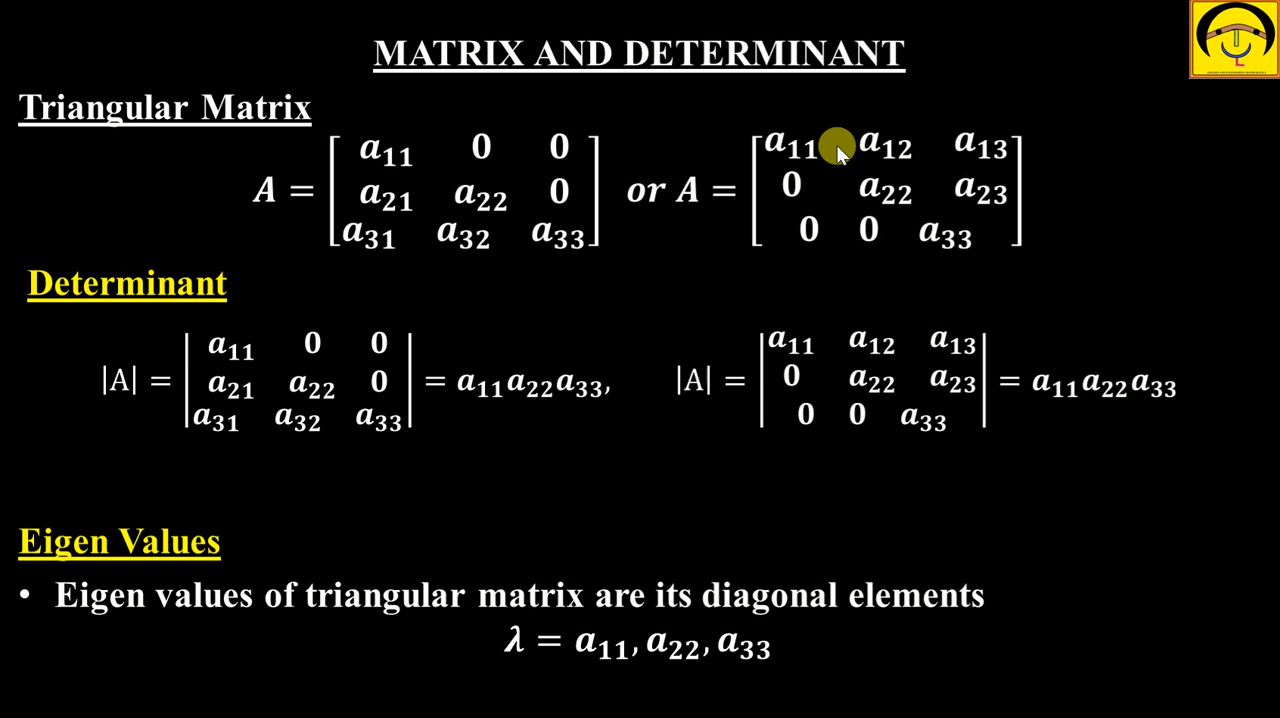 MATRIX AND DETERMINANT
Triangular Matrix
A = [a₁₁ 0 0
a₂₁ a₂₂ 0
a₃₁ a₃₂ a₃₃] or A = [a₁₁ a₁₂ a₁₃
0 a₂₂ a₂₃
0 0 a₃₃]
Determinant
|A| = |a₁₁ 0 0
a₂₁ a₂₂ 0
a₃₁ a₃₂ a₃₃| = a₁₁a₂₂a₃₃, |A| = |a₁₁ a₁₂ a₁₃
0 a₂₂ a₂₃
0 0 a₃₃| = a₁₁a₂₂a₃₃
Eigen Values
• Eigen values of triangular matrix are its diagonal elements
λ = a₁₁, a₂₂, a₃₃